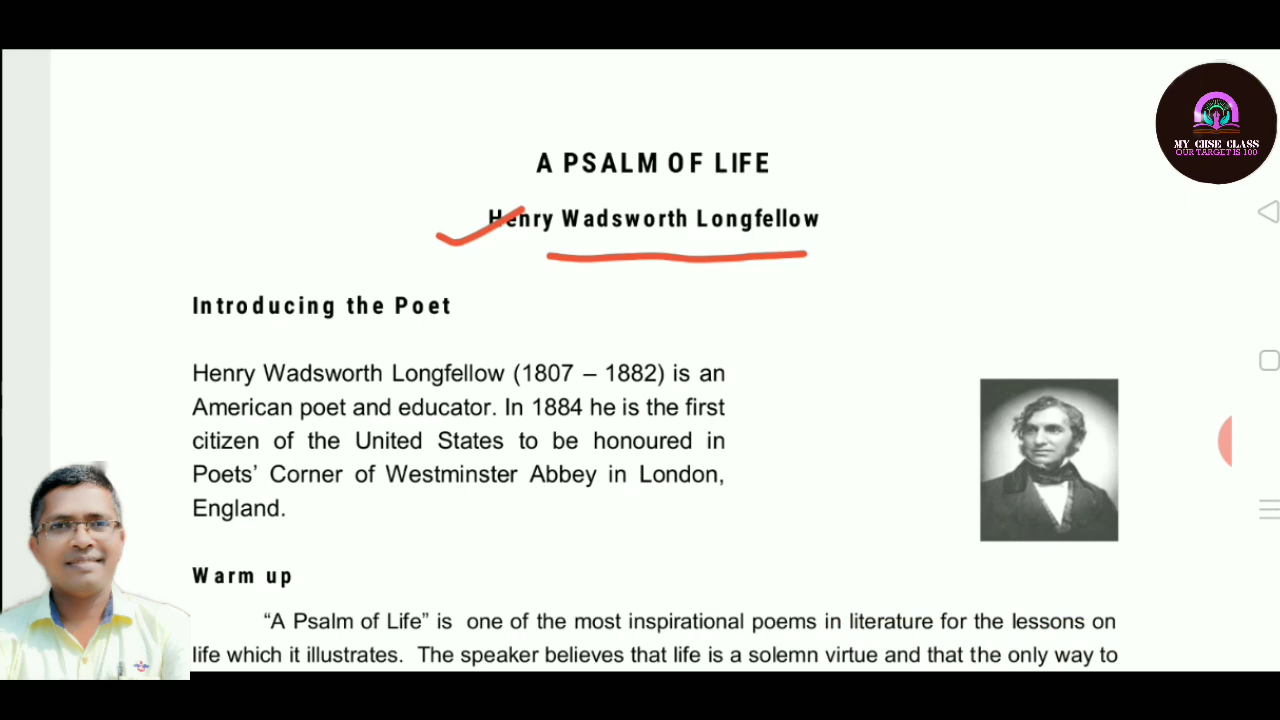 A PSALM OF LIFE
Henry Wadsworth Longfellow
MY CHSE CLASS
OUR TARGET IS 100
Introducing the Poet
Henry Wadsworth Longfellow (1807 – 1882) is an
American poet and educator. In 1884 he is the first
citizen of the United States to be honoured in
Poets’ Corner of Westminster Abbey in London,
England.
Warm up
“A Psalm of Life” is one of the most inspirational poems in literature for the lessons on
life which it illustrates. The speaker believes that life is a solemn virtue and that the only way to